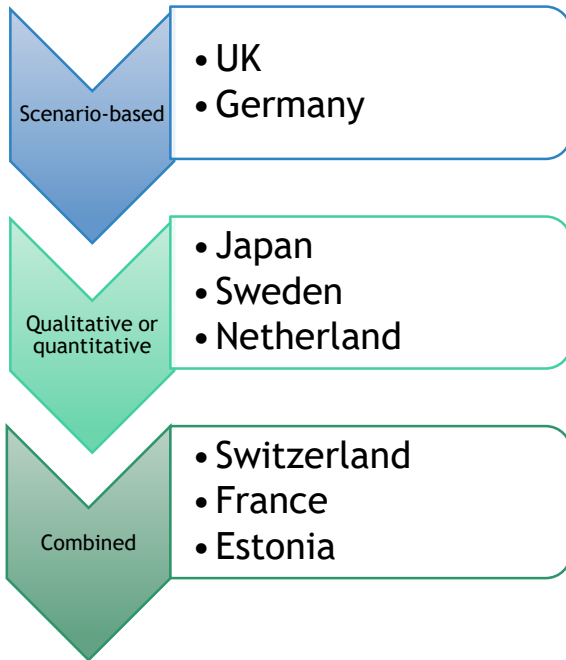 Scenario-based
• UK
• Germany
Qualitative or
quantitative
• Japan
• Sweden
• Netherland
Combined
• Switzerland
• France
• Estonia